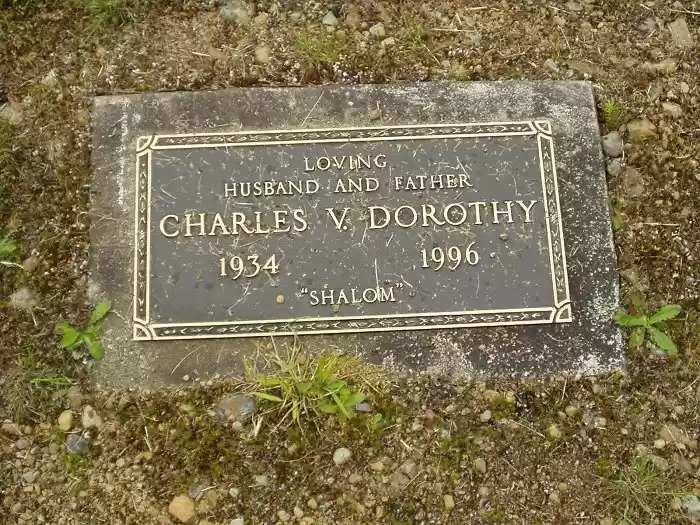 LOVING
HUSBAND AND FATHER
CHARLES V. DOROTHY
1934 1996
"SHALOM"